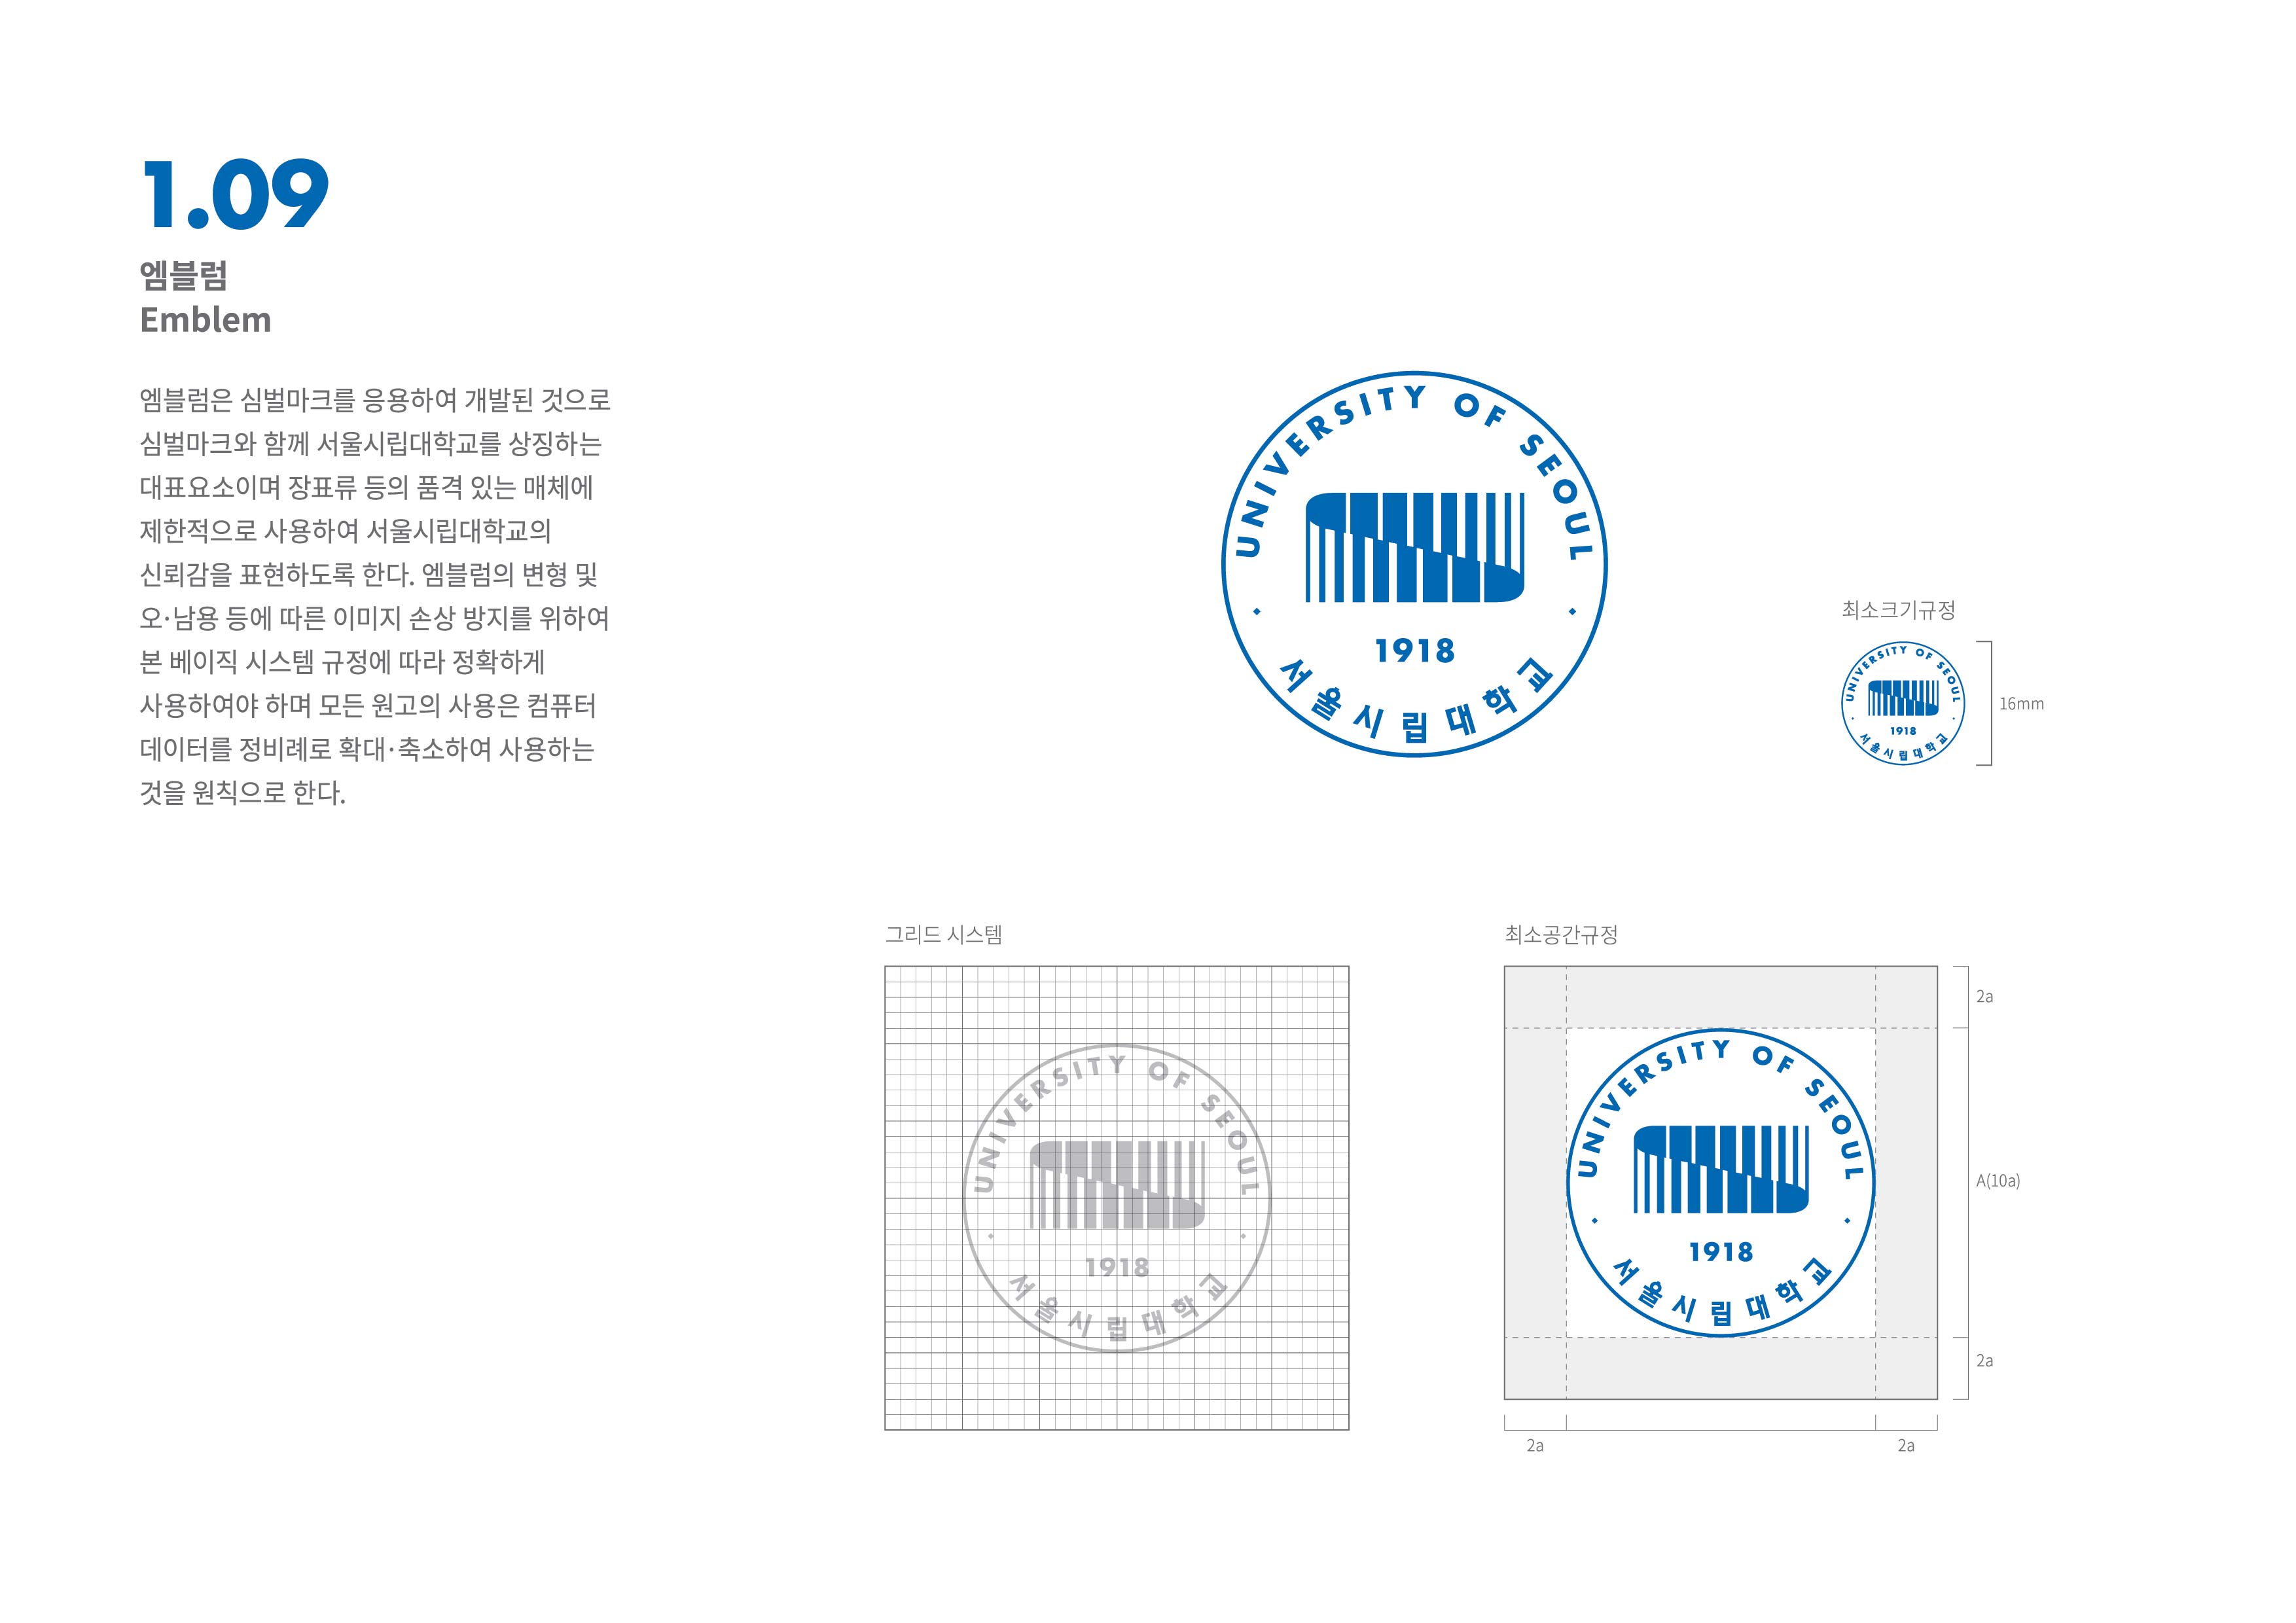 1.09
엠블럼
Emblem
엠블럼은 심벌마크를 응용하여 개발된 것으로
심벌마크와 함께 서울시립대학교를 상징하는
대표요소이며 장표류 등의 품격 있는 매체에
제한적으로 사용하여 서울시립대학교의
신뢰감을 표현하도록 한다. 엠블럼의 변형 및
오·남용 등에 따른 이미지 손상 방지를 위하여
본 베이직 시스템 규정에 따라 정확하게
사용하여야 하며 모든 원고의 사용은 컴퓨터
데이터를 정비례로 확대·축소하여 사용하는
것을 원칙으로 한다.
UNIVERSITY OF SEOUL
1918
서울시립대학교
최소크기규정
UNIVERSITY OF SEOUL
1918
서울시립대학교
16mm
그리드 시스템
UNIVERSITY OF SEOUL
1918
서울시립대학교
최소공간규정
UNIVERSITY OF SEOUL
1918
서울시립대학교
2a
A(10a)
2a
2a
2a